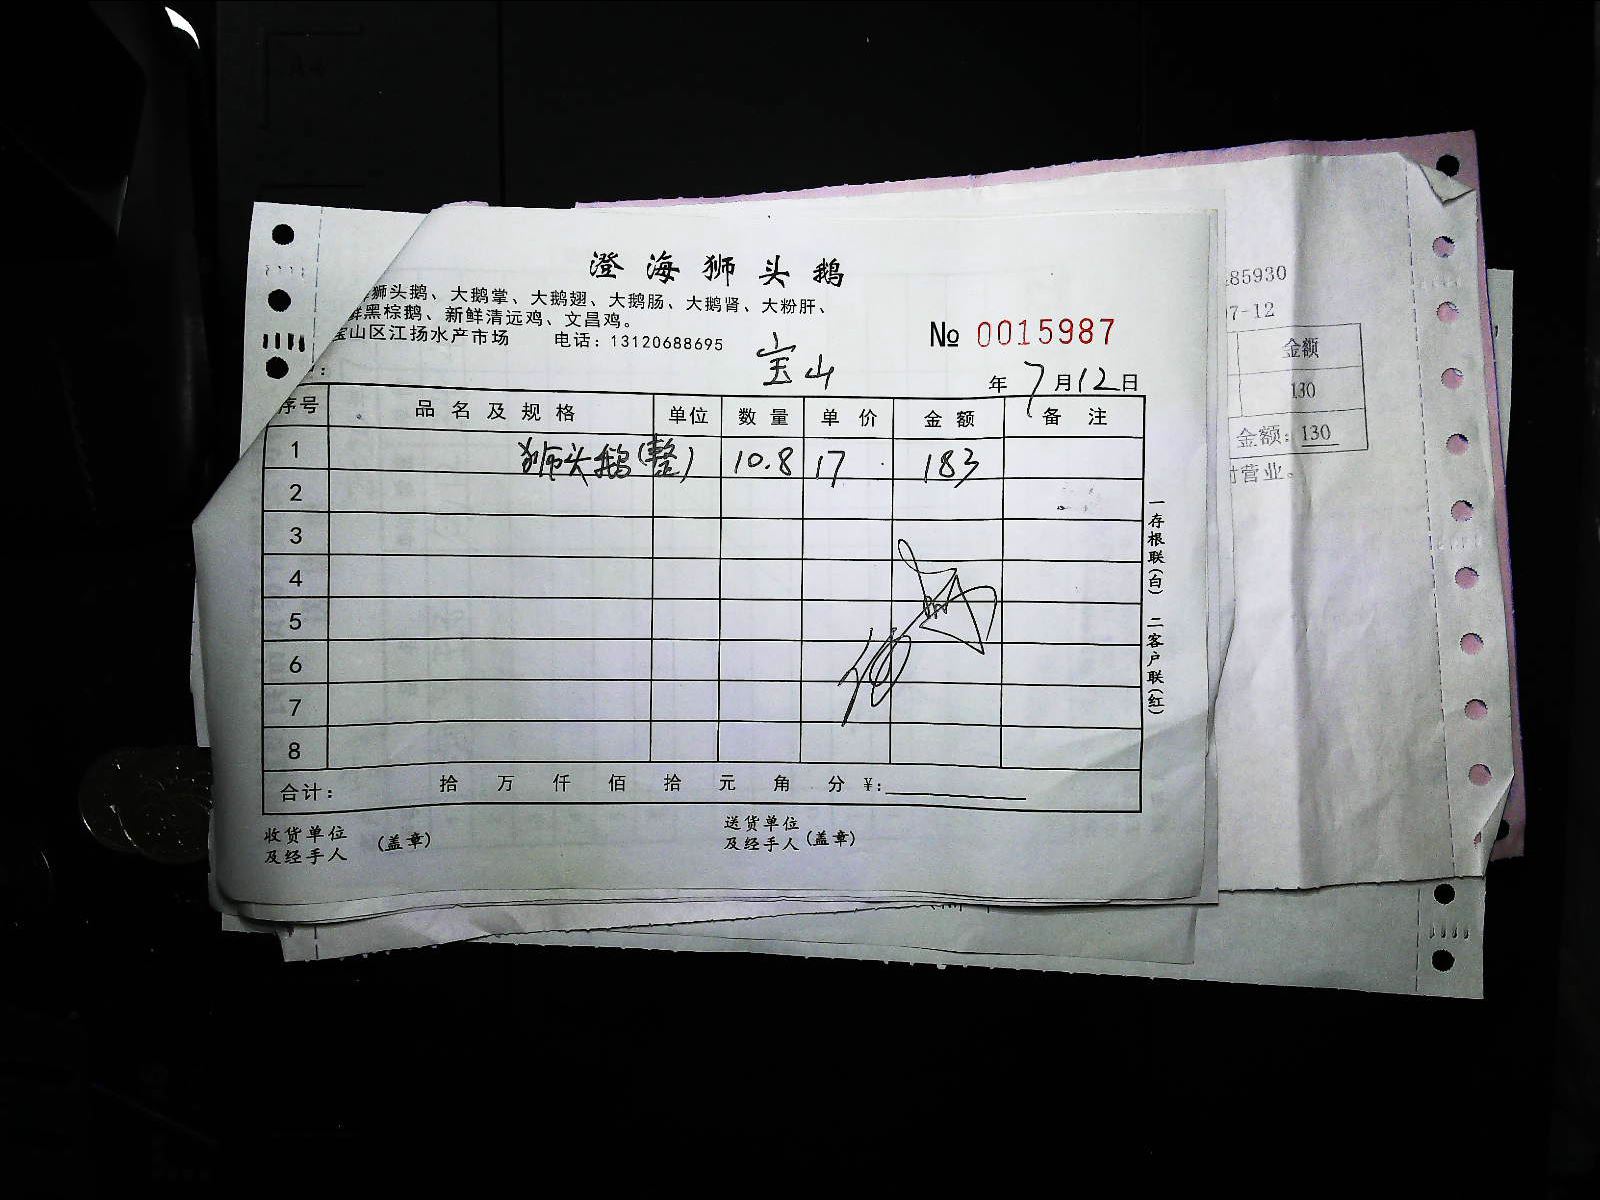 澄海狮头鹅
狮头鹅、大鹅掌、大鹅翅、大鹅肠、大鹅肾、大粉肝、
鲜黑棕鹅、新鲜清远鸡、文昌鸡。
宝山区江扬水产市场 电话：13120688695
№ 0015987
：宝山
年7月12日
序号 品名及规格 单位 数量 单价 金额 备注
1 狮头鹅(整) 10.8 17 183
2
3
4
5
6
7
8
合计： 拾 万 仟 佰 拾 元 角 分 ¥:
收货单位
及经手人 (盖章)
送货单位
及经手人 (盖章)
一存根联(白) 二客户联(红)
85930
7-12
金额
130
金额: 130
时营业。